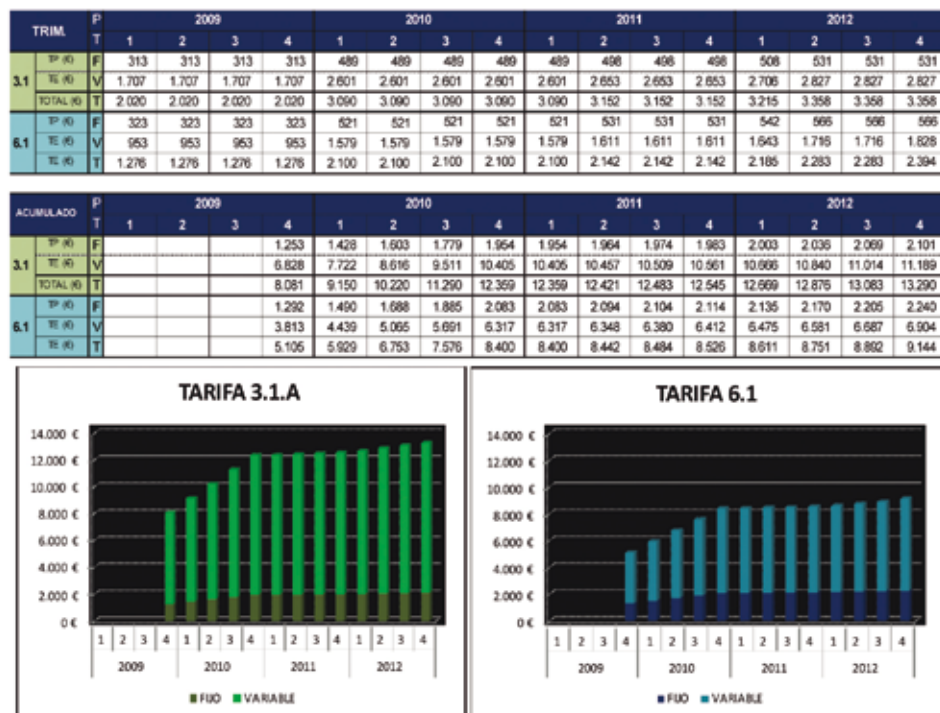 TRIM. P 2009 2010 2011 2012
T 1 2 3 4 1 2 3 4 1 2 3 4 1 2 3 4
3.1 TP (€) F 313 313 313 313 489 489 489 489 489 498 498 498 508 531 531 531
TE (€) V 1.707 1.707 1.707 1.707 2.601 2.601 2.601 2.601 2.601 2.653 2.653 2.653 2.706 2.827 2.827 2.827
TOTAL (€) T 2.020 2.020 2.020 2.020 3.090 3.090 3.090 3.090 3.090 3.152 3.152 3.152 3.215 3.358 3.358 3.358
6.1 TP (€) F 323 323 323 323 521 521 521 521 521 531 531 531 542 566 566 566
TE (€) V 953 953 953 953 1.579 1.579 1.579 1.579 1.579 1.611 1.611 1.611 1.643 1.716 1.716 1.828
TE (€) T 1.276 1.276 1.276 1.276 2.100 2.100 2.100 2.100 2.100 2.142 2.142 2.142 2.185 2.283 2.283 2.394
ACUMULADO P 2009 2010 2011 2012
T 1 2 3 4 1 2 3 4 1 2 3 4 1 2 3 4
3.1 TP (€) F 1.253 1.428 1.603 1.779 1.954 1.954 1.964 1.974 1.983 2.003 2.036 2.069 2.101
TE (€) V 6.828 7.722 8.616 9.511 10.405 10.405 10.457 10.509 10.561 10.666 10.840 11.014 11.189
TOTAL (€) T 8.081 9.150 10.220 11.290 12.359 12.359 12.421 12.483 12.545 12.669 12.876 13.083 13.290
6.1 TP (€) F 1.292 1.490 1.688 1.885 2.083 2.083 2.094 2.104 2.114 2.135 2.170 2.205 2.240
TE (€) V 3.813 4.439 5.065 5.691 6.317 6.317 6.348 6.380 6.412 6.475 6.581 6.687 6.904
TE (€) T 5.105 5.929 6.753 7.576 8.400 8.400 8.442 8.484 8.526 8.611 8.751 8.892 9.144
TARIFA 3.1.A
14.000 €
12.000 €
10.000 €
8.000 €
6.000 €
4.000 €
2.000 €
0 €
1 2 3 4 1 2 3 4 1 2 3 4 1 2 3 4
2009 2010 2011 2012
FIJO VARIABLE
TARIFA 6.1
14.000 €
12.000 €
10.000 €
8.000 €
6.000 €
4.000 €
2.000 €
0 €
1 2 3 4 1 2 3 4 1 2 3 4 1 2 3 4
2009 2010 2011 2012
FIJO VARIABLE